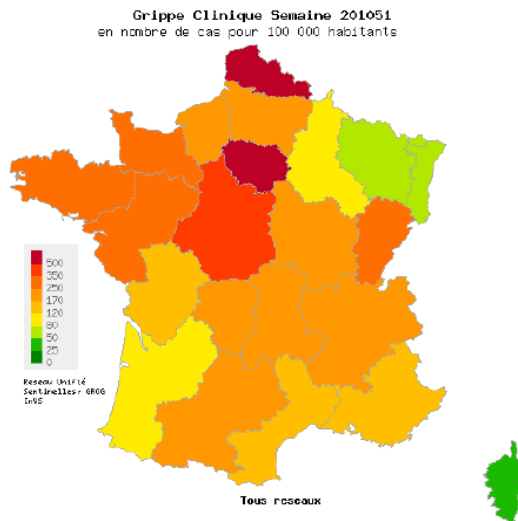 Grippe Clinique Semaine 201051
en nombre de cas pour 100 000 habitants
500
350
250
170
120
80
50
25
0
Reseau Unifié
Sentinelles, GROG
InVS
Tous reseaux